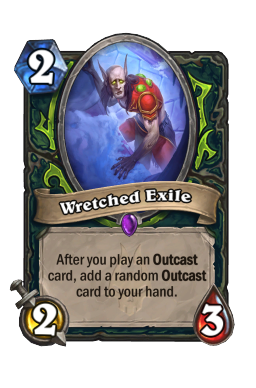 2
Wretched Exile
After you play an Outcast
card, add a random Outcast
card to your hand.
2
3